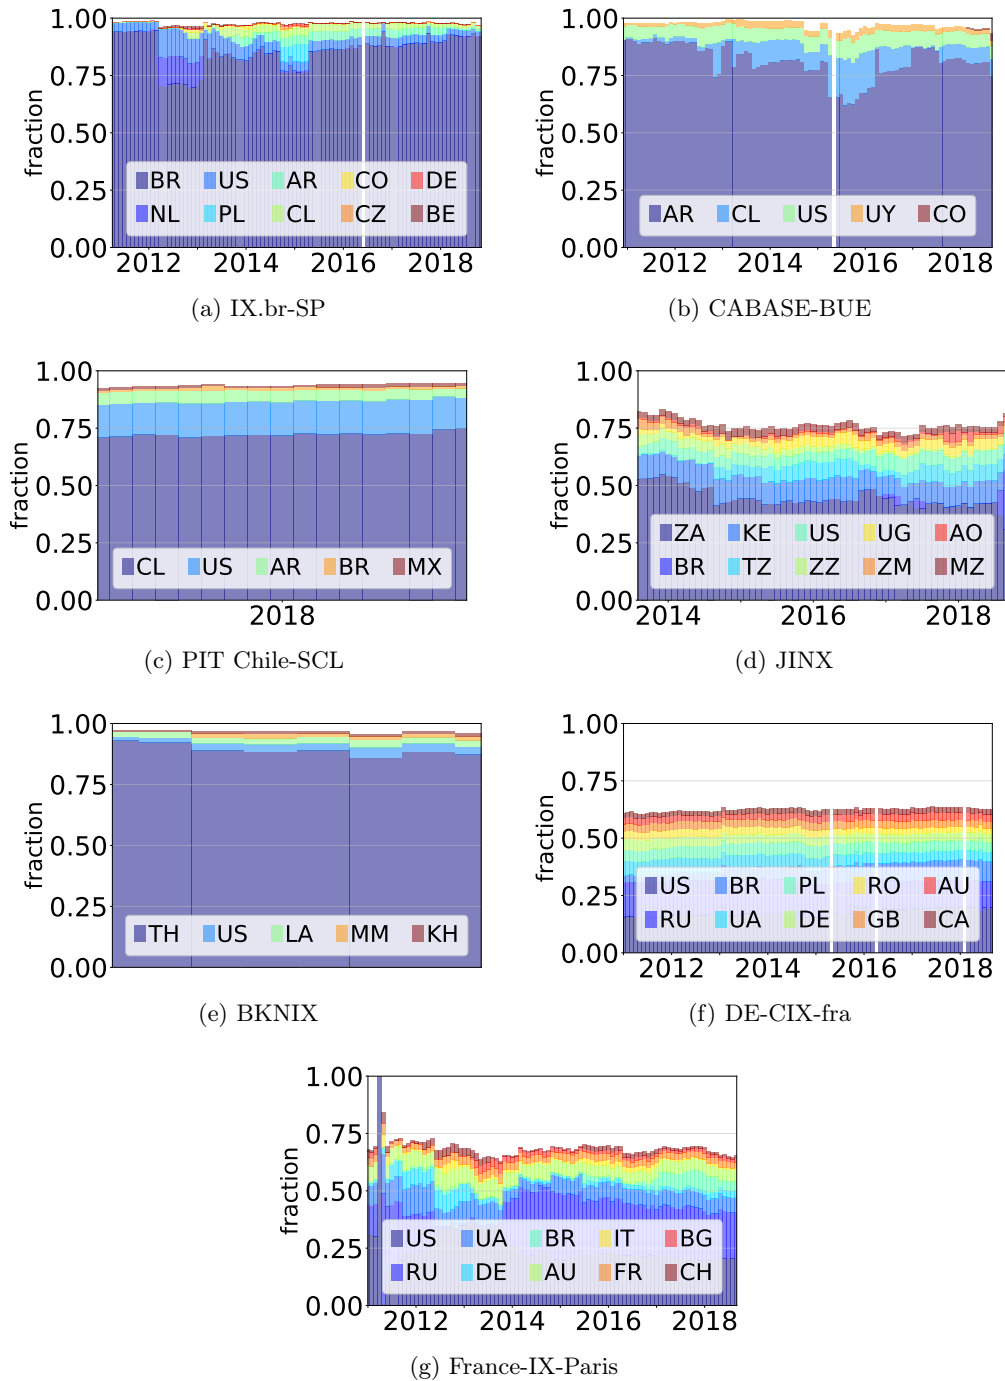 1.00
0.75
0.50
0.25
0.00
fraction
BR US AR CO DE
NL PL CL CZ BE
2012 2014 2016 2018
(a) IX.br-SP
1.00
0.75
0.50
0.25
0.00
fraction
AR CL US UY CO
2012 2014 2016 2018
(b) CABASE-BUE
1.00
0.75
0.50
0.25
0.00
fraction
CL US AR BR MX
2018
(c) PIT Chile-SCL
1.00
0.75
0.50
0.25
0.00
fraction
ZA KE US UG AO
BR TZ ZZ ZM MZ
2014 2016 2018
(d) JINX
1.00
0.75
0.50
0.25
0.00
fraction
TH US LA MM KH
(e) BKNIX
1.00
0.75
0.50
0.25
0.00
fraction
US BR PL RO AU
RU UA DE GB CA
2012 2014 2016 2018
(f) DE-CIX-fra
1.00
0.75
0.50
0.25
0.00
fraction
US UA BR IT BG
RU DE AU FR CH
2012 2014 2016 2018
(g) France-IX-Paris